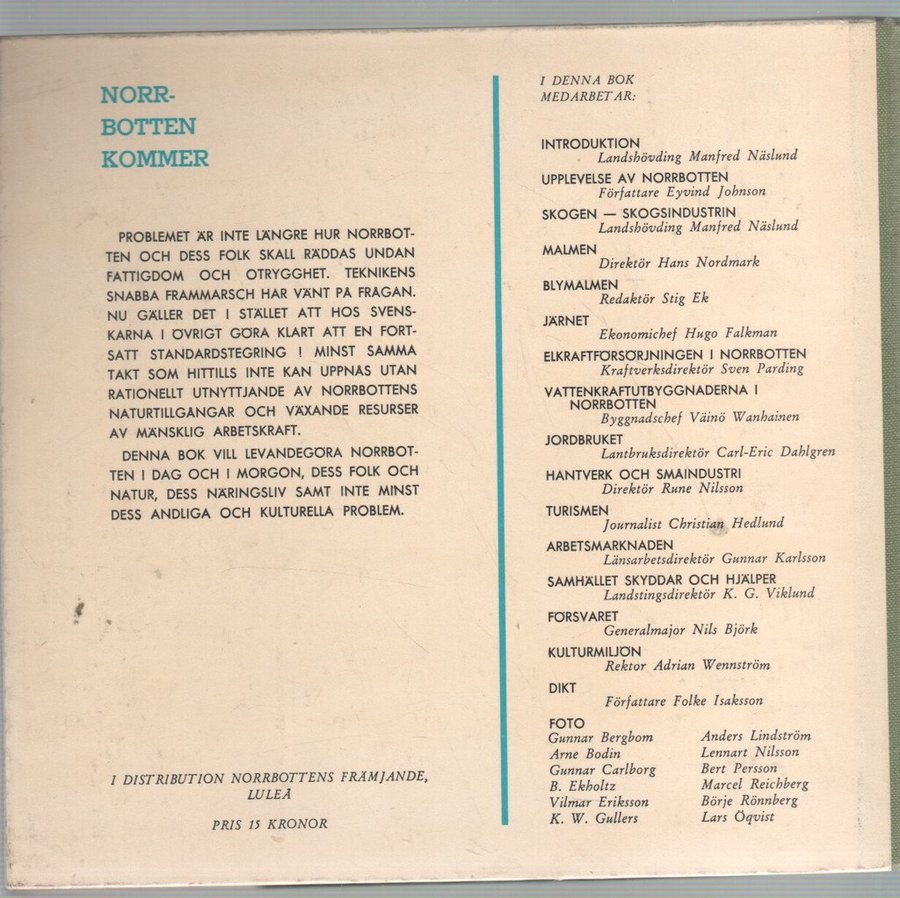 NORR-
BOTTEN
KOMMER
PROBLEMET ÄR INTE LÄNGRE HUR NORRBOT-
TEN OCH DESS FOLK SKALL RÄDDAS UNDAN
FATTIGDOM OCH OTRYGGHET. TEKNIKENS
SNABBA FRAMMARSCH HAR VÄNT PÅ FRÅGAN.
NU GÄLLER DET I STÄLLET ATT HOS SVENS-
KARNA I ÖVRIGT GÖRA KLART ATT EN FORT-
SATT STANDARDSTEGRING I MINST SAMMA
TAKT SOM HITTILLS INTE KAN UPPNÅS UTAN
RATIONELLT UTNYTTJANDE AV NORRBOTTENS
NATURTILLGÅNGAR OCH VÄXANDE RESURSER
AV MÄNSKLIG ARBETSKRAFT.
DENNA BOK VILL LEVANDEGÖRA NORRBOT-
TEN I DAG OCH I MORGON, DESS FOLK OCH
NATUR, DESS NÄRINGSLIV SAMT INTE MINST
DESS ANDLIGA OCH KULTURELLA PROBLEM.
I DISTRIBUTION NORRBOTTENS FRÄMJANDE,
LULEÅ
PRIS 15 KRONOR
I DENNA BOK
MEDARBETAR:
INTRODUKTION
Landshövding Manfred Näslund
UPPLEVELSE AV NORRBOTTEN
Författare Eyvind Johnson
SKOGEN — SKOGSINDUSTRIN
Landshövding Manfred Näslund
MALMEN
Direktör Hans Nordmark
BLYMALMEN
Redaktör Stig Ek
JÄRNET
Ekonomichef Hugo Falkman
ELKRAFTFÖRSÖRJNINGEN I NORRBOTTEN
Kraftverksdirektör Sven Parding
VATTENKRAFTUTBYGGNADERNA I
NORRBOTTEN
Byggnadschef Väinö Wanhainen
JORDBRUKET
Lantbruksdirektör Carl-Eric Dahlgren
HANTVERK OCH SMÅINDUSTRI
Direktör Rune Nilsson
TURISMEN
Journalist Christian Hedlund
ARBETSMARKNADEN
Länsarbetsdirektör Gunnar Karlsson
SAMHÄLLET SKYDDAR OCH HJÄLPER
Landstingsdirektör K. G. Viklund
FÖRSVARET
Generalmajor Nils Björk
KULTURMILJÖN
Rektor Adrian Wennström
DIKT
Författare Folke Isaksson
FOTO
Gunnar Bergbom
Arne Bodin
Gunnar Carlborg
B. Ekholtz
Vilmar Eriksson
K. W. Gullers
Anders Lindström
Lennart Nilsson
Bert Persson
Marcel Reichberg
Börje Rönnberg
Lars Öqvist